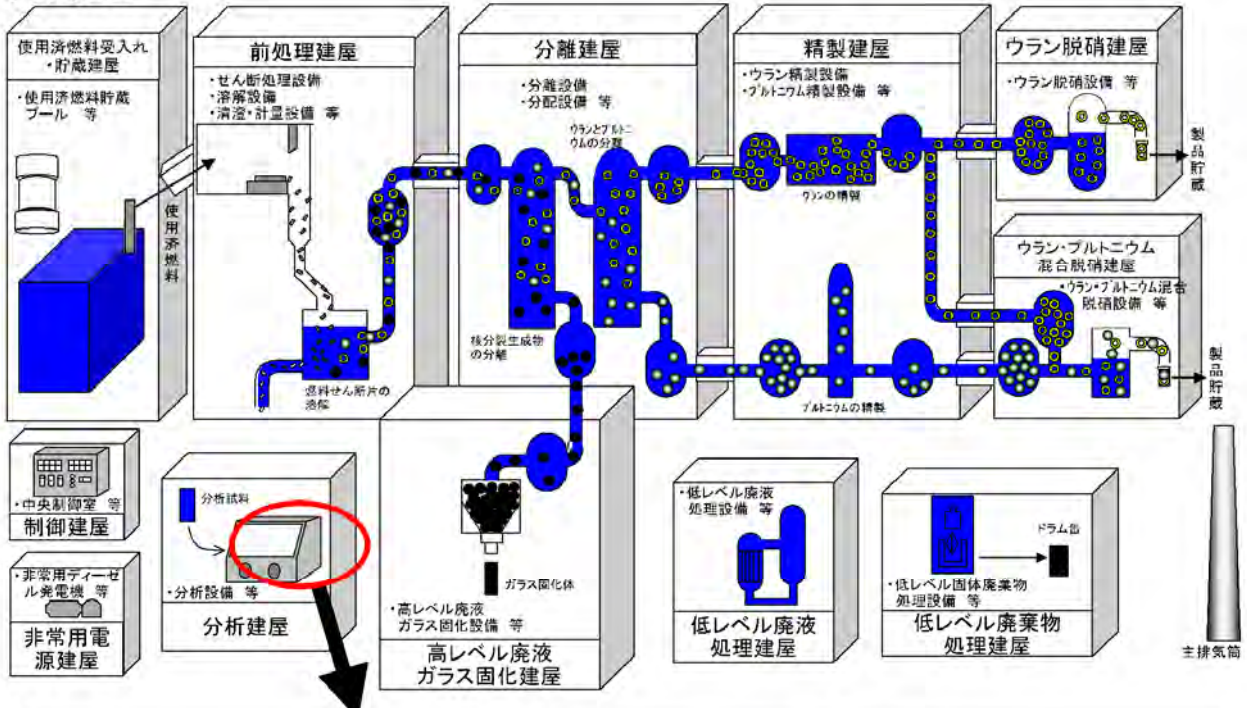 使用済燃料受入れ
・貯蔵建屋
・使用済燃料貯蔵
プール 等
使用済燃料
前処理建屋
・せん断処理設備
・溶解設備
・清澄・計量設備 等
燃料せん断片の
溶解
分離建屋
・分離設備
・分配設備 等
ウランとプルトニ
ウムの分離
核分裂生成物
の分離
精製建屋
・ウラン精製設備
・プルトニウム精製設備 等
ウランの精製
プルトニウムの精製
ウラン脱硝建屋
・ウラン脱硝設備 等
製品貯蔵
ウラン・プルトニウム
混合脱硝建屋
・ウラン・プルトニウム混合
脱硝設備 等
製品貯蔵
・中央制御室 等
制御建屋
・非常用ディーゼ
ル発電機 等
非常用電
源建屋
分析試料
・分析設備 等
分析建屋
ガラス固化体
・高レベル廃液
ガラス固化設備 等
高レベル廃液
ガラス固化建屋
・低レベル廃液
処理設備 等
低レベル廃液
処理建屋
ドラム缶
・低レベル固体廃棄物
処理設備 等
低レベル廃棄物
処理建屋
主排気筒